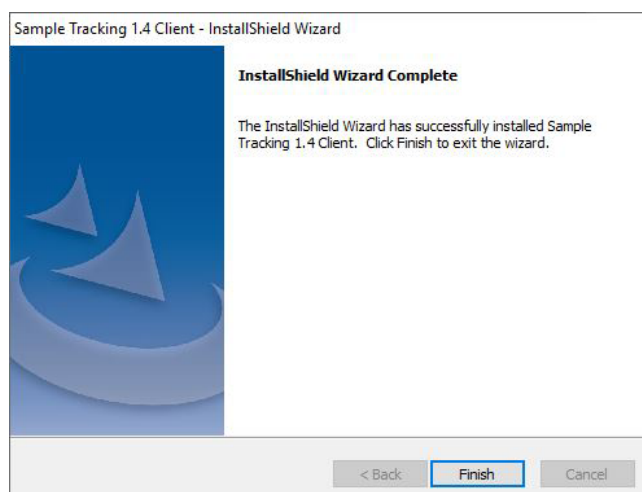 Sample Tracking 1.4 Client - InstallShield Wizard
InstallShield Wizard Complete
The InstallShield Wizard has successfully installed Sample
Tracking 1.4 Client. Click Finish to exit the wizard.
< Back
Finish
Cancel